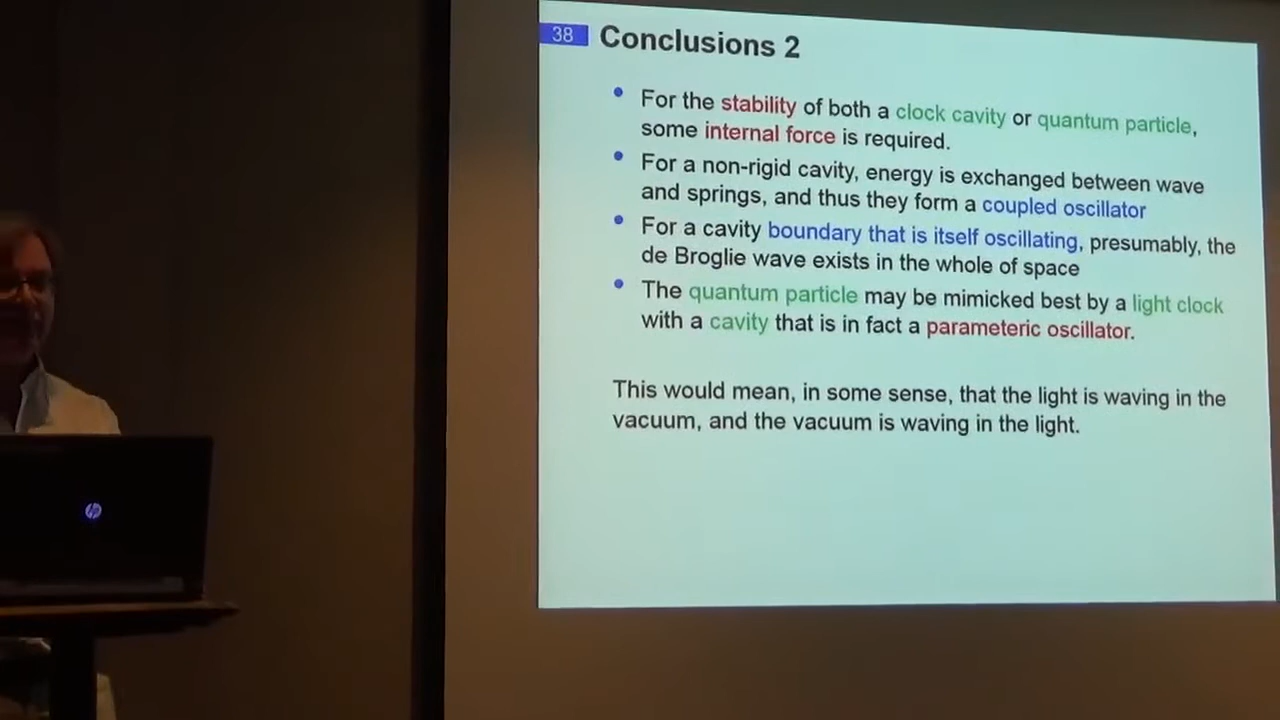 38 Conclusions 2
• For the stability of both a clock cavity or quantum particle,
some internal force is required.
• For a non-rigid cavity, energy is exchanged between wave
and springs, and thus they form a coupled oscillator
• For a cavity boundary that is itself oscillating, presumably, the
de Broglie wave exists in the whole of space
• The quantum particle may be mimicked best by a light clock
with a cavity that is in fact a parameteric oscillator.
This would mean, in some sense, that the light is waving in the
vacuum, and the vacuum is waving in the light.
hp